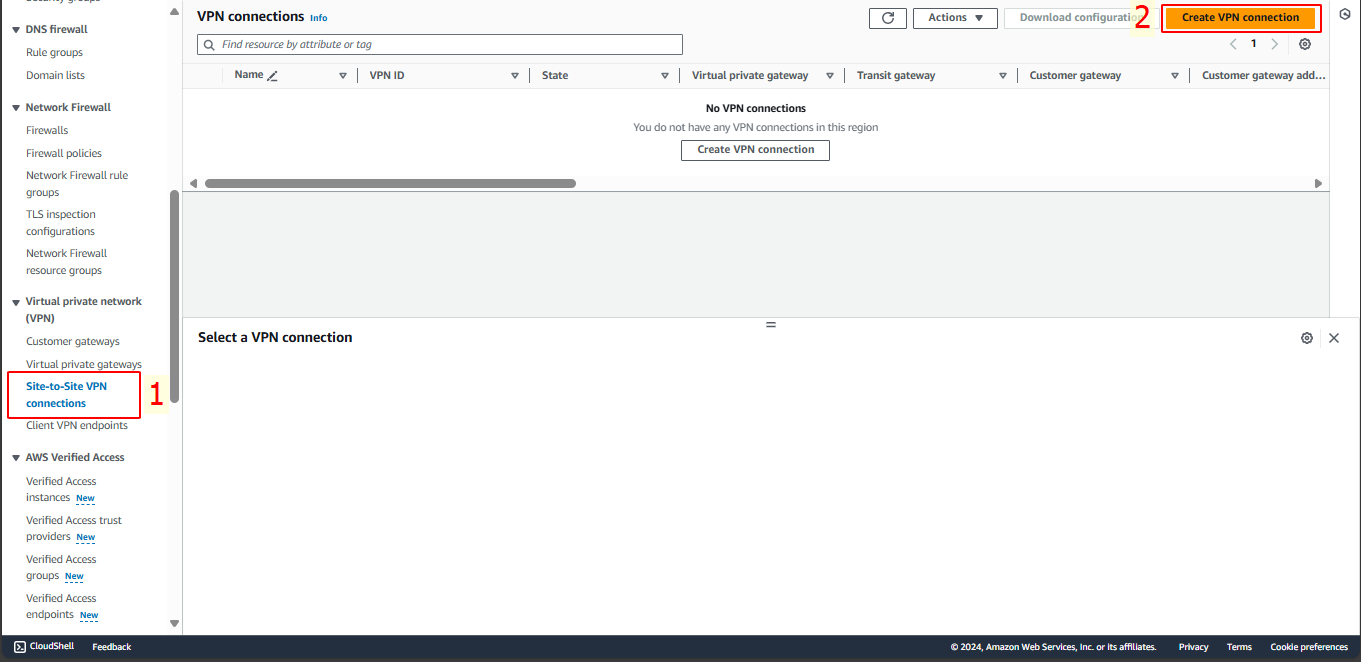 Security groups
DNS firewall
Rule groups
Domain lists
Network Firewall
Firewalls
Firewall policies
Network Firewall rule
groups
TLS inspection
configurations
Network Firewall
resource groups
Virtual private network
(VPN)
Customer gateways
Virtual private gateways
Site-to-Site VPN
connections
1
Client VPN endpoints
AWS Verified Access
Verified Access
instances New
Verified Access trust
providers New
Verified Access
groups New
Verified Access
endpoints New
VPN connections Info
Actions
Download configuration
2
Create VPN connection
Find resource by attribute or tag
1
Name VPN ID State Virtual private gateway Transit gateway Customer gateway Customer gateway add...
No VPN connections
You do not have any VPN connections in this region
Create VPN connection
Select a VPN connection
CloudShell Feedback © 2024, Amazon Web Services, Inc. or its affiliates. Privacy Terms Cookie preferences